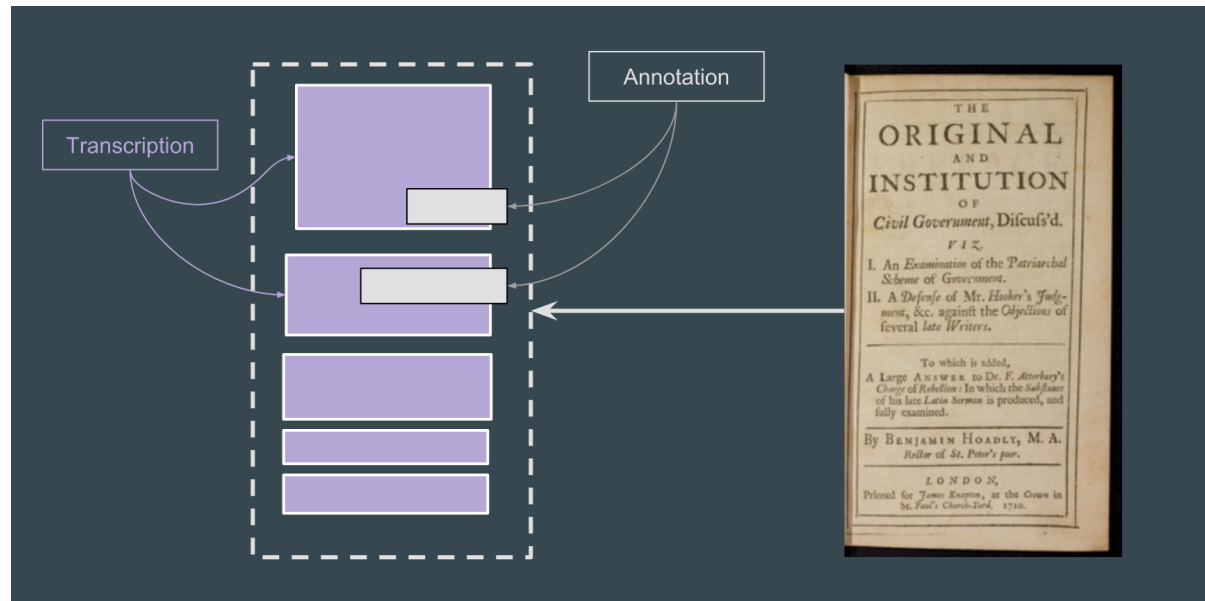 Transcription
Annotation
THE
ORIGINAL
AND
INSTITUTION
OF
Civil Government, Diſcuſs'd.
VIZ,
I. An Examination of the Patriarchal
Scheme of Government.
II. A Defenſe of Mr. Hooker's Judg-
ment, &c. againſt the Objections of
ſeveral late Writers.
To which is added,
A Large ANSWER to Dr. F. Atterbury's
Charge of Rebellion: In which the Subſtance
of his late Latin Sermon is produced, and
fully examined.
By BENJAMIN HOADLY, M. A.
Rector of St. Peter's poor.
LONDON,
Printed for James Knapton, at the Crown in
St. Paul's Church-Yard. 1710.